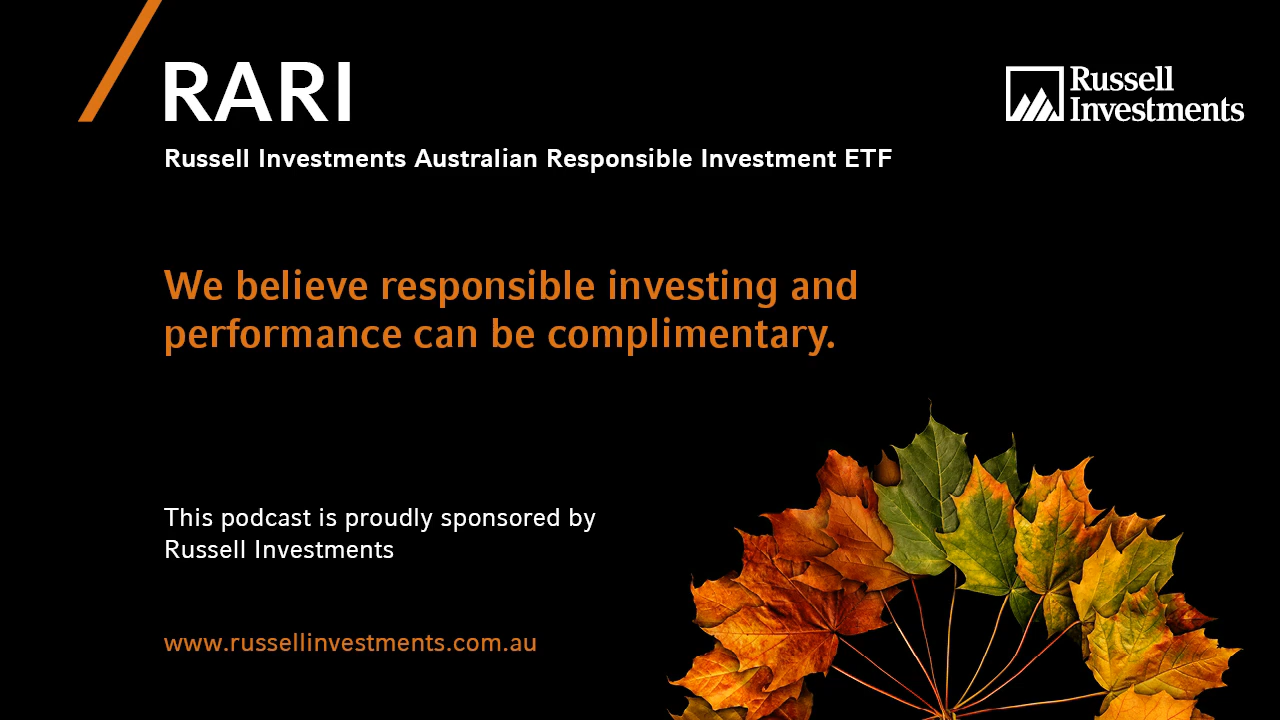 RARI
Russell
Investments
Russell Investments Australian Responsible Investment ETF
We believe responsible investing and
performance can be complimentary.
This podcast is proudly sponsored by
Russell Investments
www.russellinvestments.com.au